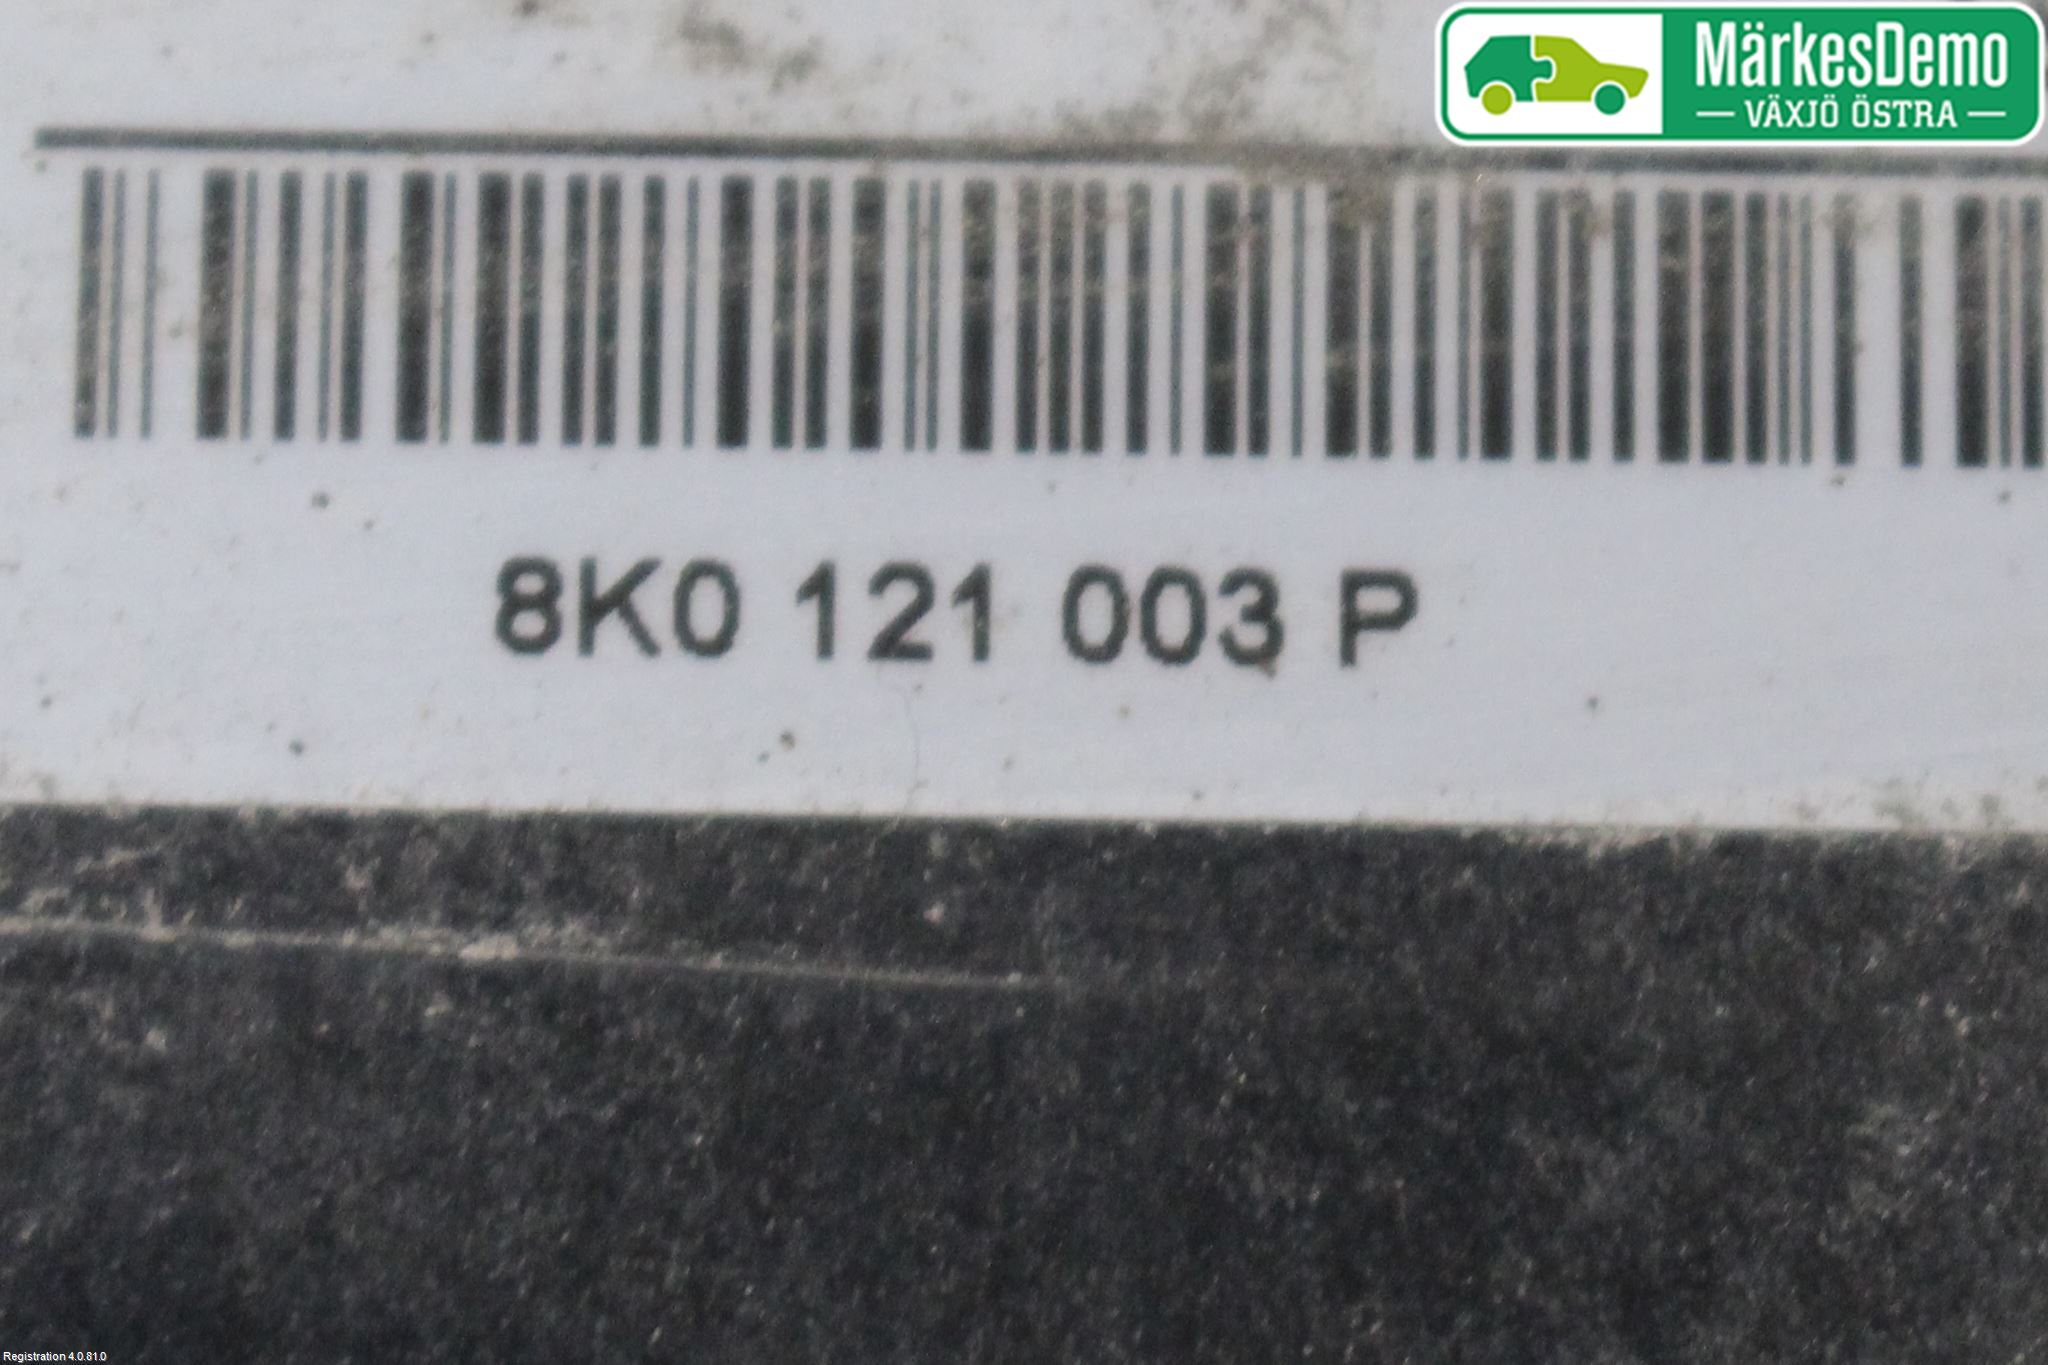 MärkesDemo
VÄXJÖ ÖSTRA
8K0 121 003 P
Registration 4.0.81.0